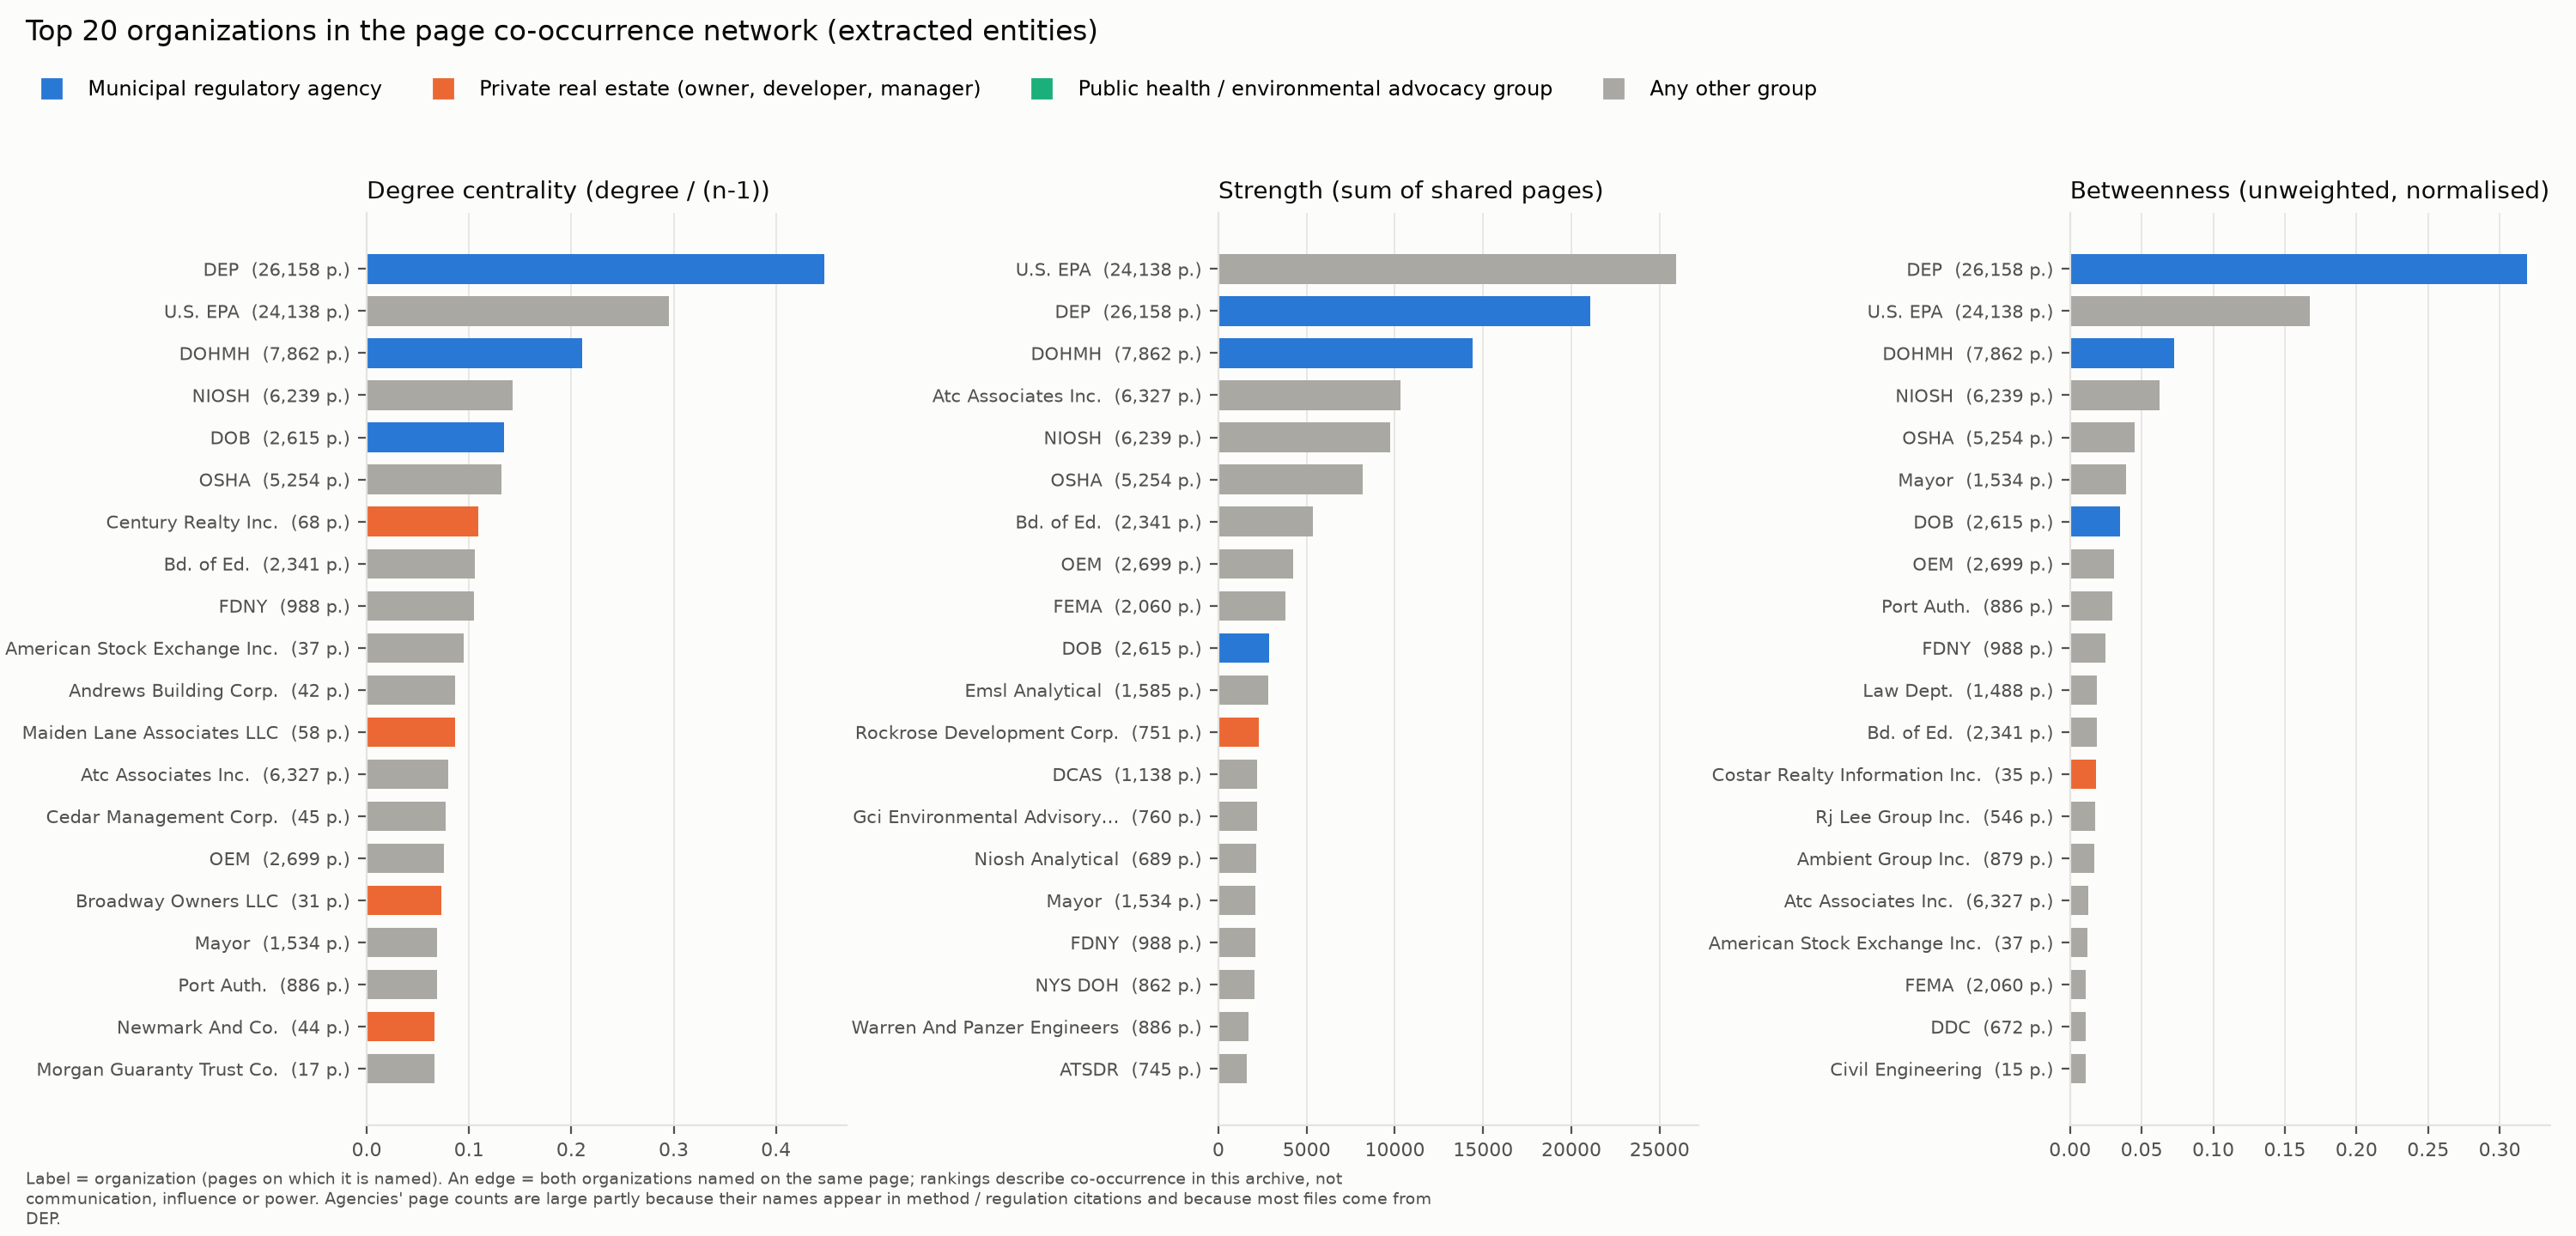 Top 20 organizations in the page co-occurrence network (extracted entities)
Municipal regulatory agency
Private real estate (owner, developer, manager)
Public health / environmental advocacy group
Any other group
Degree centrality (degree / (n-1))
DEP (26,158 p.)
U.S. EPA (24,138 p.)
DOHMH (7,862 p.)
NIOSH (6,239 p.)
DOB (2,615 p.)
OSHA (5,254 p.)
Century Realty Inc. (68 p.)
Bd. of Ed. (2,341 p.)
FDNY (988 p.)
American Stock Exchange Inc. (37 p.)
Andrews Building Corp. (42 p.)
Maiden Lane Associates LLC (58 p.)
Atc Associates Inc. (6,327 p.)
Cedar Management Corp. (45 p.)
OEM (2,699 p.)
Broadway Owners LLC (31 p.)
Mayor (1,534 p.)
Port Auth. (886 p.)
Newmark And Co. (44 p.)
Morgan Guaranty Trust Co. (17 p.)
0.0 0.1 0.2 0.3 0.4
Strength (sum of shared pages)
U.S. EPA (24,138 p.)
DEP (26,158 p.)
DOHMH (7,862 p.)
Atc Associates Inc. (6,327 p.)
NIOSH (6,239 p.)
OSHA (5,254 p.)
Bd. of Ed. (2,341 p.)
OEM (2,699 p.)
FEMA (2,060 p.)
DOB (2,615 p.)
Emsl Analytical (1,585 p.)
Rockrose Development Corp. (751 p.)
DCAS (1,138 p.)
Gci Environmental Advisory... (760 p.)
Niosh Analytical (689 p.)
Mayor (1,534 p.)
FDNY (988 p.)
NYS DOH (862 p.)
Warren And Panzer Engineers (886 p.)
ATSDR (745 p.)
0 5000 10000 15000 20000 25000
Betweenness (unweighted, normalised)
DEP (26,158 p.)
U.S. EPA (24,138 p.)
DOHMH (7,862 p.)
NIOSH (6,239 p.)
OSHA (5,254 p.)
Mayor (1,534 p.)
DOB (2,615 p.)
OEM (2,699 p.)
Port Auth. (886 p.)
FDNY (988 p.)
Law Dept. (1,488 p.)
Bd. of Ed. (2,341 p.)
Costar Realty Information Inc. (35 p.)
Rj Lee Group Inc. (546 p.)
Ambient Group Inc. (879 p.)
Atc Associates Inc. (6,327 p.)
American Stock Exchange Inc. (37 p.)
FEMA (2,060 p.)
DDC (672 p.)
Civil Engineering (15 p.)
0.00 0.05 0.10 0.15 0.20 0.25 0.30
Label = organization (pages on which it is named). An edge = both organizations named on the same page; rankings describe co-occurrence in this archive, not
communication, influence or power. Agencies' page counts are large partly because their names appear in method / regulation citations and because most files come from
DEP.